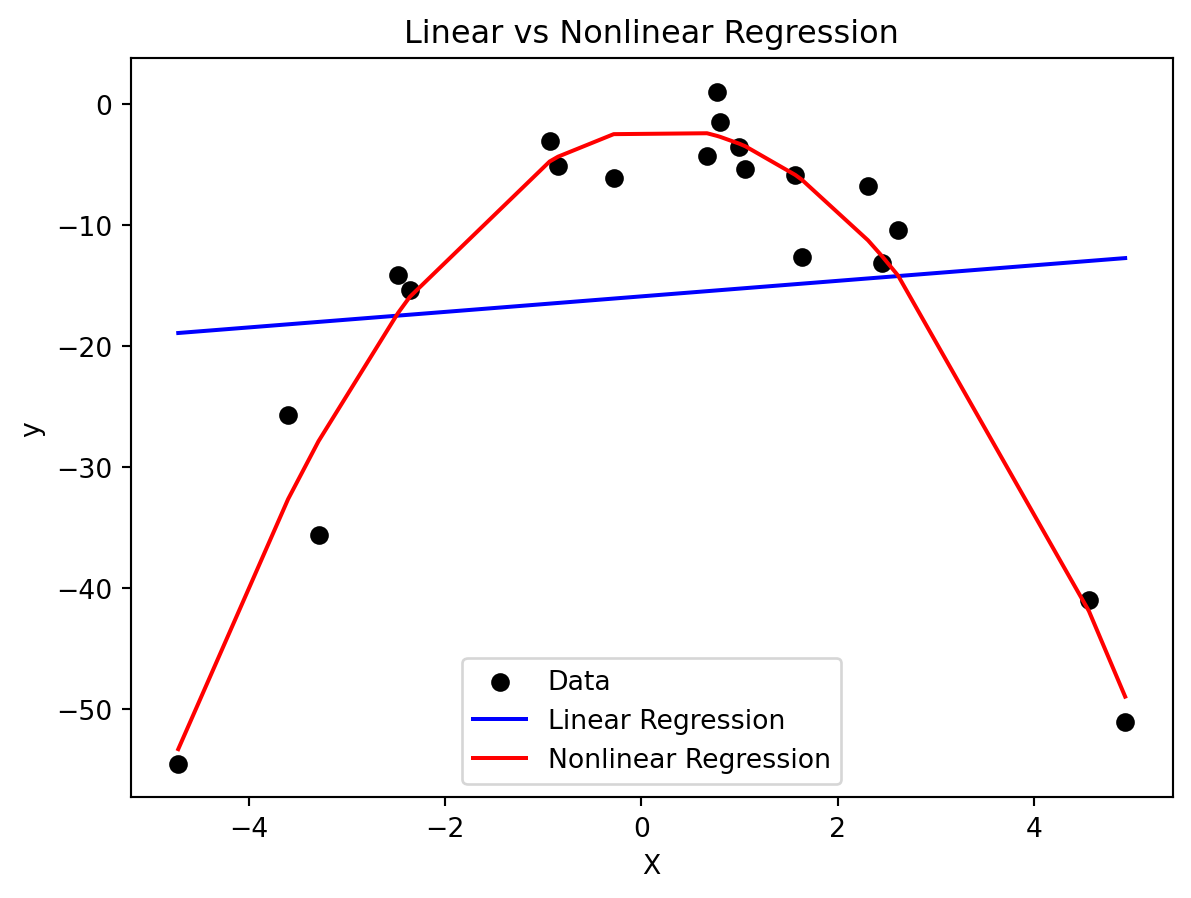 Linear vs Nonlinear Regression
0
−10
−20
−30
−40
−50
y
Data
Linear Regression
Nonlinear Regression
−4 −2 0 2 4
X